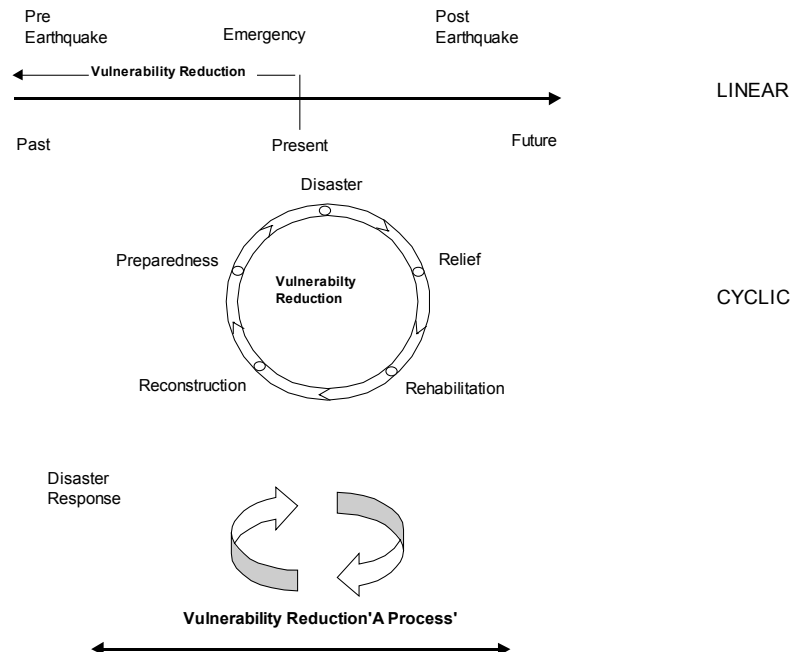 Pre
Earthquake
Emergency
Post
Earthquake
Vulnerability Reduction
LINEAR
Past
Present
Future
Disaster
Preparedness
Relief
Vulnerabilty
Reduction
CYCLIC
Reconstruction
Rehabilitation
Disaster
Response
Vulnerability Reduction'A Process'